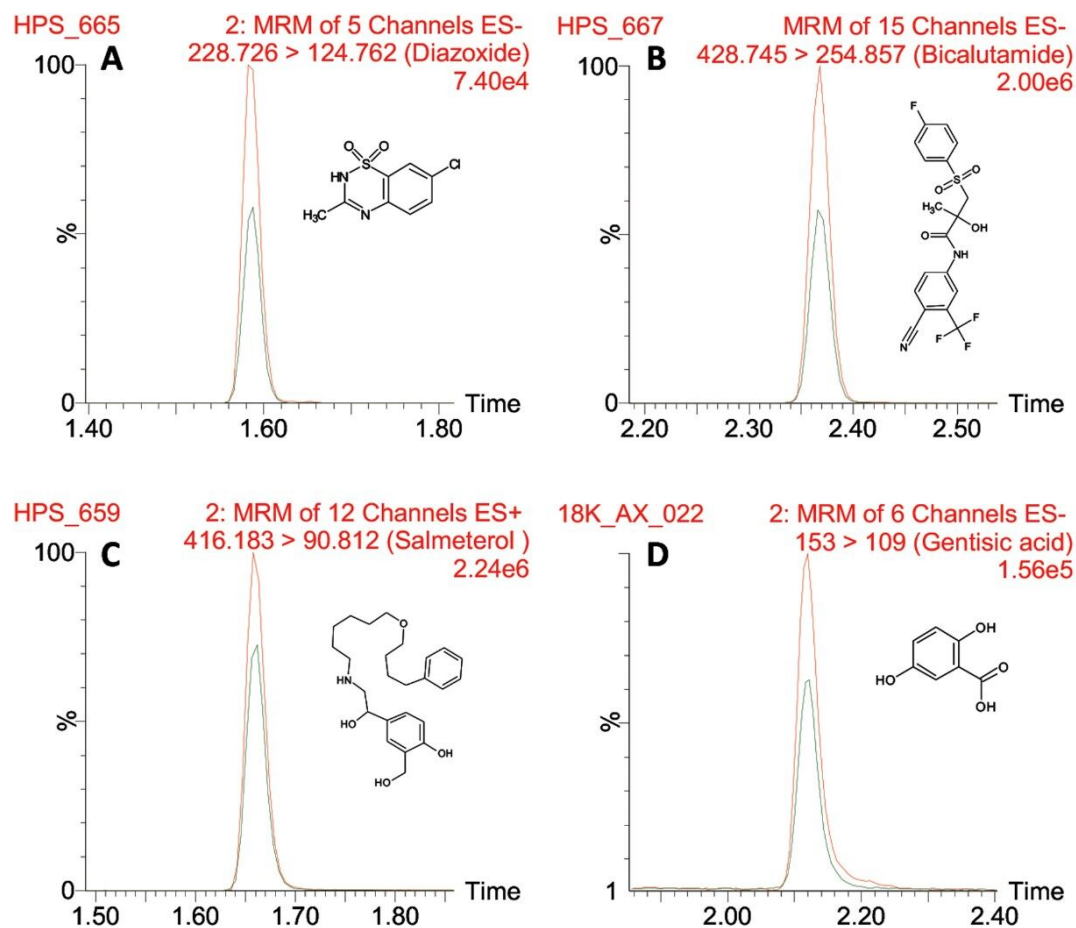 HPS_665
2: MRM of 5 Channels ES-
A
228.726 > 124.762 (Diazoxide)
7.40e4
100
%
0
1.40
1.60
1.80
Time
O
O
S
HN
Cl
H₃C
N
HPS_667
MRM of 15 Channels ES-
B
428.745 > 254.857 (Bicalutamide)
2.00e6
100
%
0
2.20
2.30
2.40
2.50
Time
F
O
S
O
H₃C
OH
O
NH
F
N
F
F
HPS_659
2: MRM of 12 Channels ES+
C
416.183 > 90.812 (Salmeterol )
2.24e6
100
%
0
1.50
1.60
1.70
1.80
Time
O
HN
HO
OH
HO
18K_AX_022
2: MRM of 6 Channels ES-
D
153 > 109 (Gentisic acid)
1.56e5
%
1
2.00
2.20
2.40
Time
OH
O
HO
OH